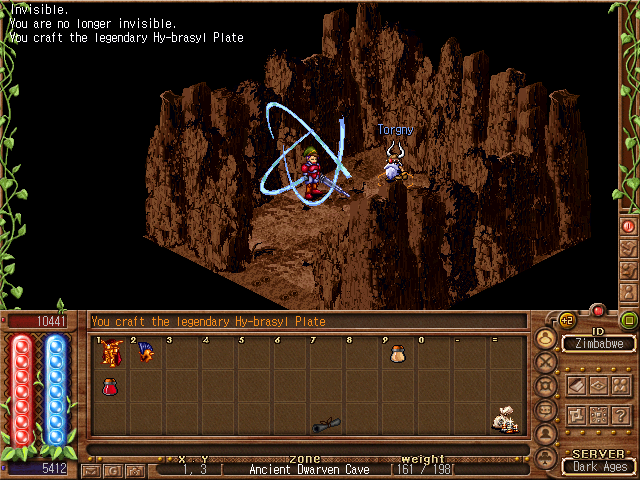 Invisible.
You are no longer invisible.
You craft the legendary Hy-brasyl Plate
Torgny
10441
You craft the legendary Hy-brasyl Plate
+2
ID
Zimbabwe
1 2 3 4 5 6 7 8 9 0 - =
G
?
X Y zone weight
5412
1, 3 [ Ancient Dwarven Cave [161 / 198[
SERVER
Dark Ages